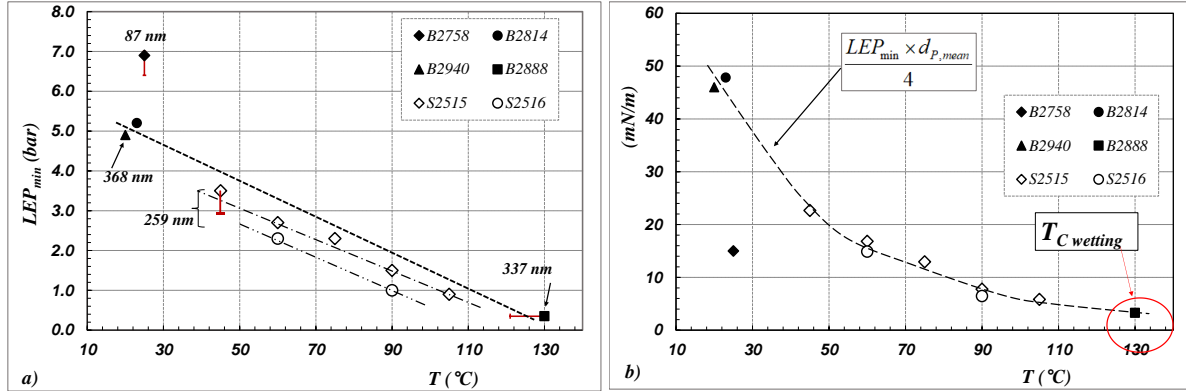 a)
LEPmin (bar)
8.0
7.0
6.0
5.0
4.0
3.0
2.0
1.0
0.0
87 nm
368 nm
259 nm
337 nm
B2758 B2814
B2940 B2888
S2515 S2516
10 30 50 70 90 110 130
T (°C)
b)
(mN/m)
60
50
40
30
20
10
0
LEPmin × dP,mean
4
B2758 B2814
B2940 B2888
S2515 S2516
TC wetting
10 30 50 70 90 110 130
T (°C)